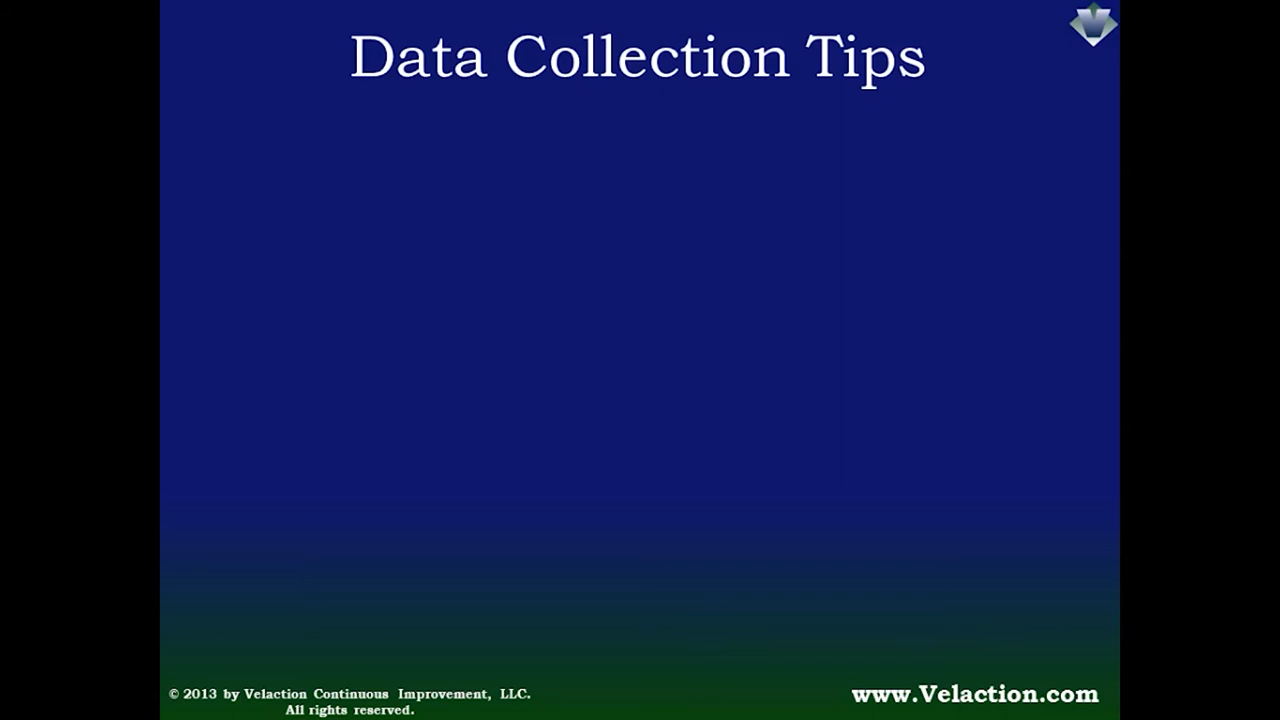 Data Collection Tips
© 2013 by Velaction Continuous Improvement, LLC.
All rights reserved.
www.Velaction.com